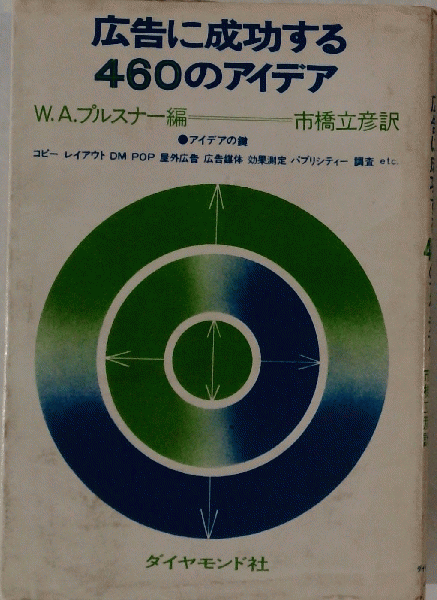 広告に成功する
460のアイデア
W.A.プルスナー編━━━市橋立彦訳
●アイデアの鍵
コピー レイアウト DM POP 屋外広告 広告媒体 効果測定 パブリシティー 調査 etc.
ダイヤモンド社